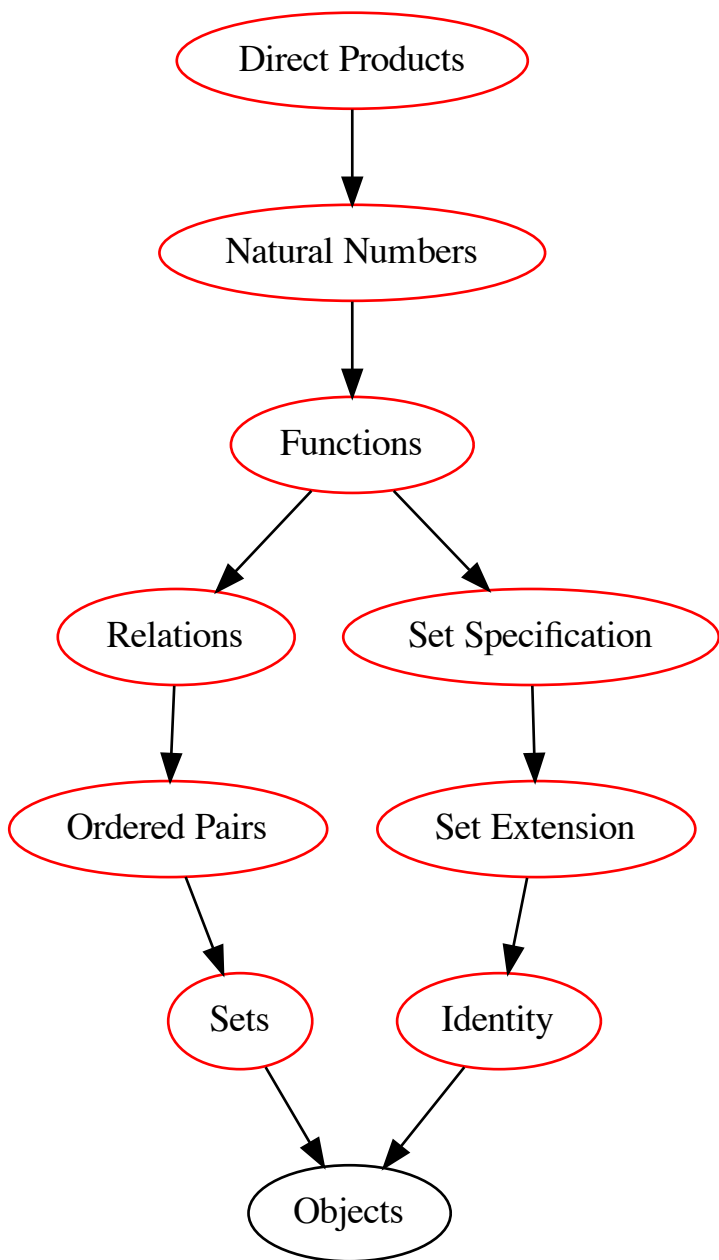 Direct Products
Natural Numbers
Functions
Relations
Set Specification
Ordered Pairs
Set Extension
Sets
Identity
Objects